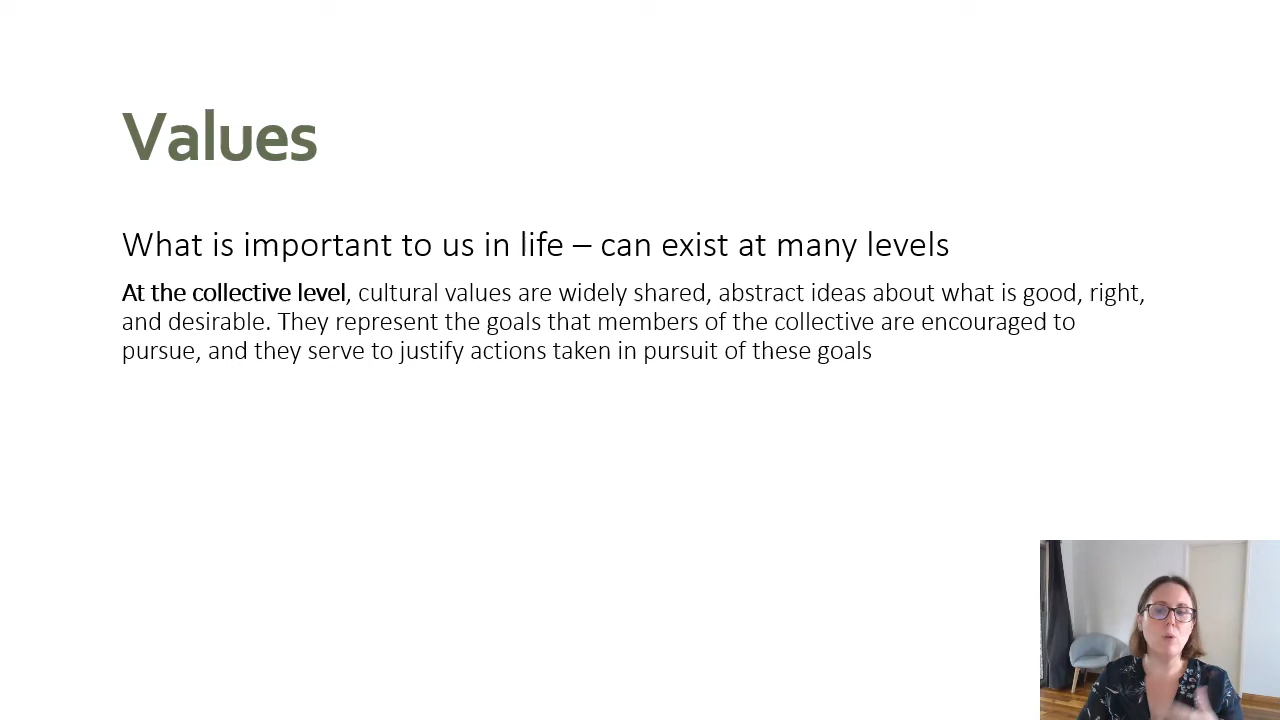 Values
What is important to us in life – can exist at many levels
At the collective level, cultural values are widely shared, abstract ideas about what is good, right,
and desirable. They represent the goals that members of the collective are encouraged to
pursue, and they serve to justify actions taken in pursuit of these goals